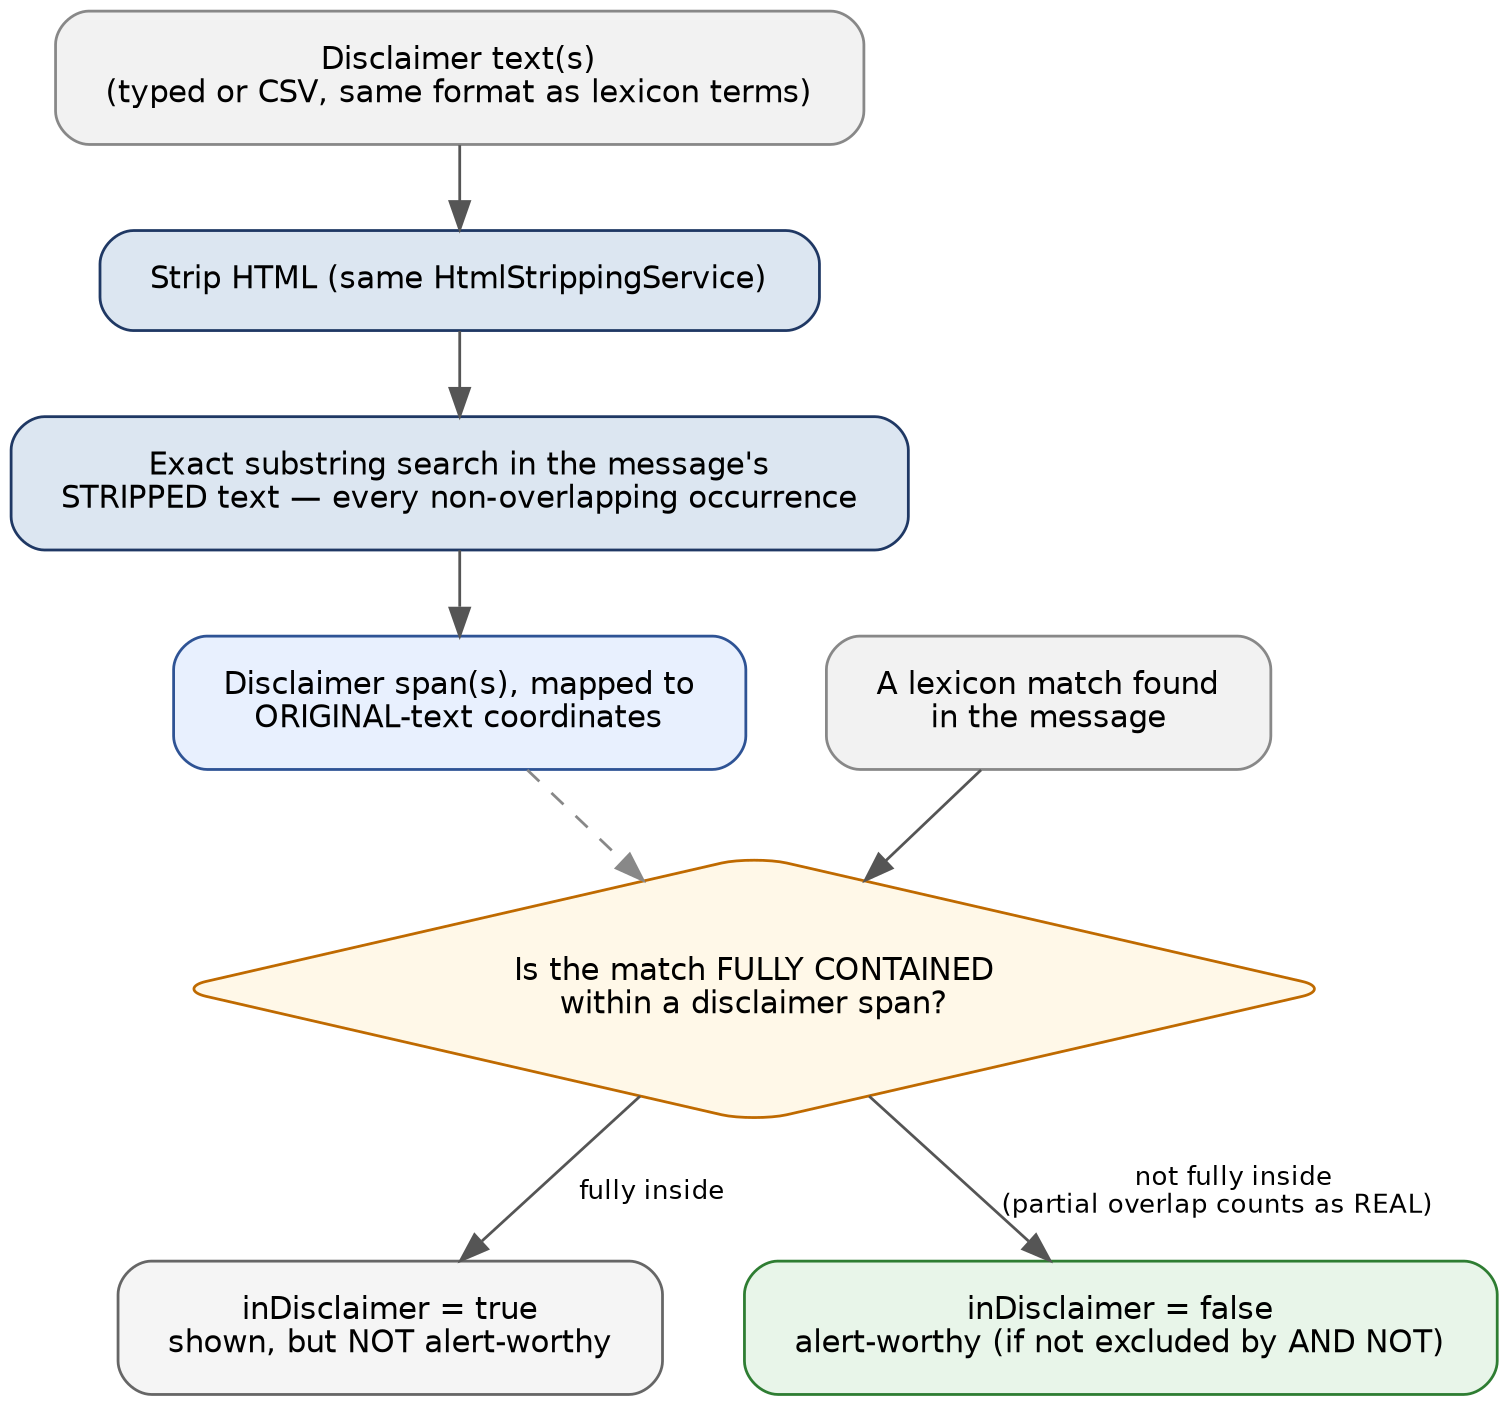 Disclaimer text(s)
(typed or CSV, same format as lexicon terms)
Strip HTML (same HtmlStrippingService)
Exact substring search in the message's
STRIPPED text — every non-overlapping occurrence
Disclaimer span(s), mapped to
ORIGINAL-text coordinates
A lexicon match found
in the message
Is the match FULLY CONTAINED
within a disclaimer span?
fully inside
not fully inside
(partial overlap counts as REAL)
inDisclaimer = true
shown, but NOT alert-worthy
inDisclaimer = false
alert-worthy (if not excluded by AND NOT)